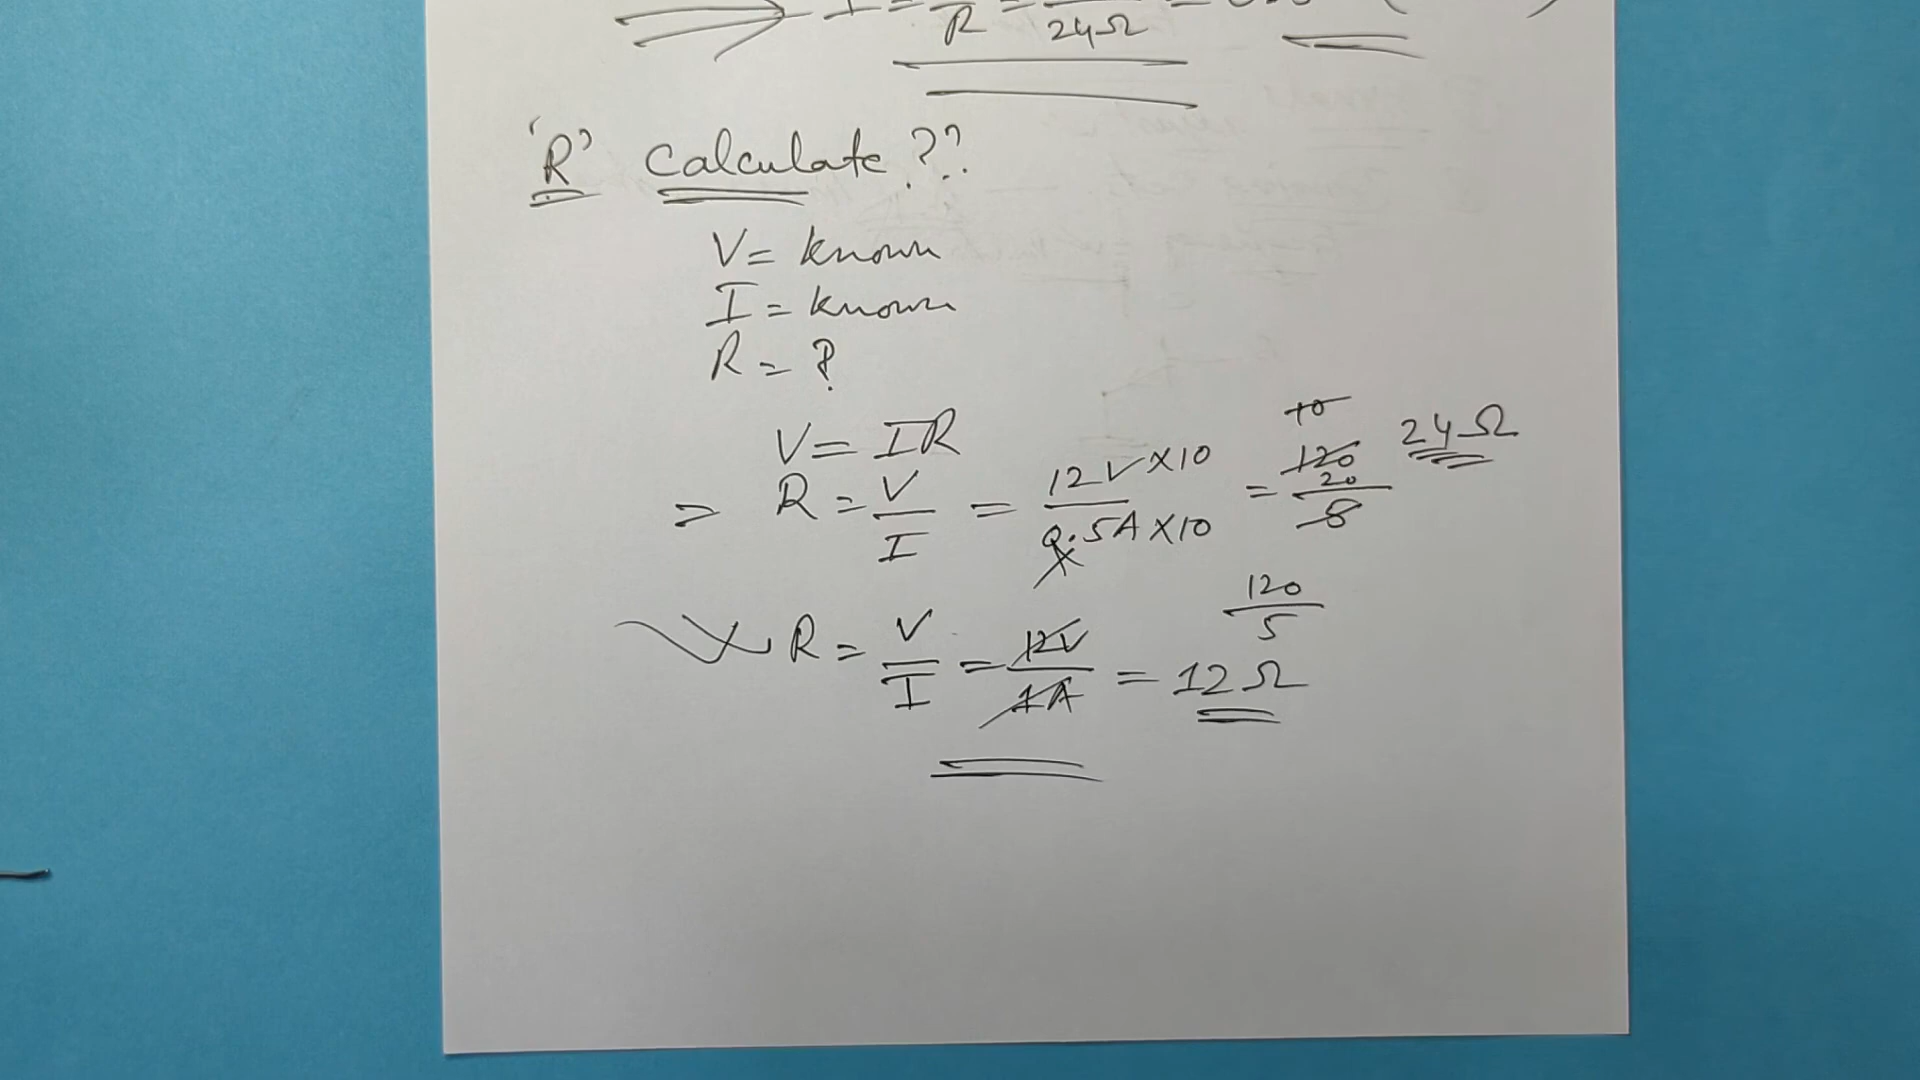 I = / R = / 24Ω =
'R' Calculate ??
V = known
I = known
R = ?
V = IR
⇒ R = V / I = 12V × 10 / 0.5A × 10 = 120 / 5 24Ω
10
20
120 / 5
R = V / I = 12V / 1A = 12Ω